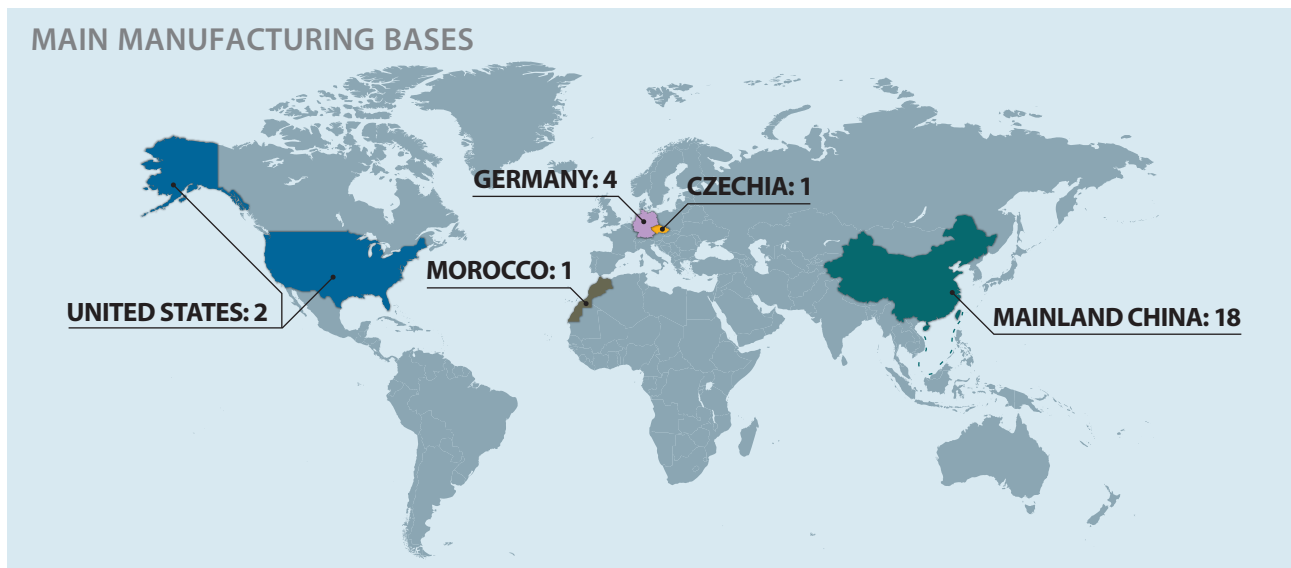 MAIN MANUFACTURING BASES
GERMANY: 4
CZECHIA: 1
MOROCCO: 1
UNITED STATES: 2
MAINLAND CHINA: 18